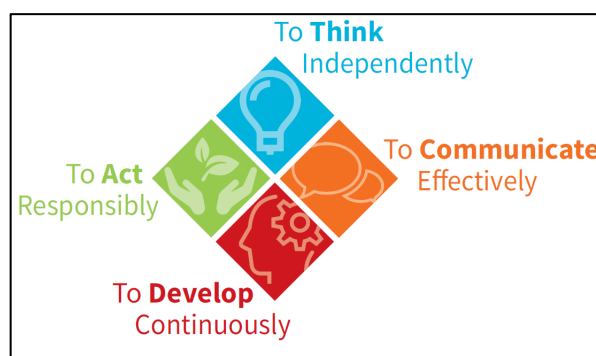 To Think
Independently
To Communicate
Effectively
To Act
Responsibly
To Develop
Continuously